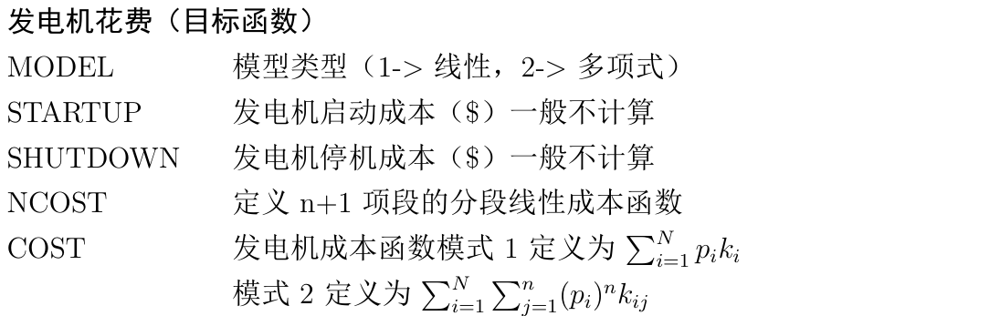 发电机花费（目标函数）
MODEL 模型类型（1-> 线性，2-> 多项式）
STARTUP 发电机启动成本（$）一般不计算
SHUTDOWN 发电机停机成本（$）一般不计算
NCOST 定义 n+1 项段的分段线性成本函数
COST 发电机成本函数模式 1 定义为 $\sum_{i=1}^{N} p_i k_i$
模式 2 定义为 $\sum_{i=1}^{N} \sum_{j=1}^{n} (p_i)^n k_{ij}$